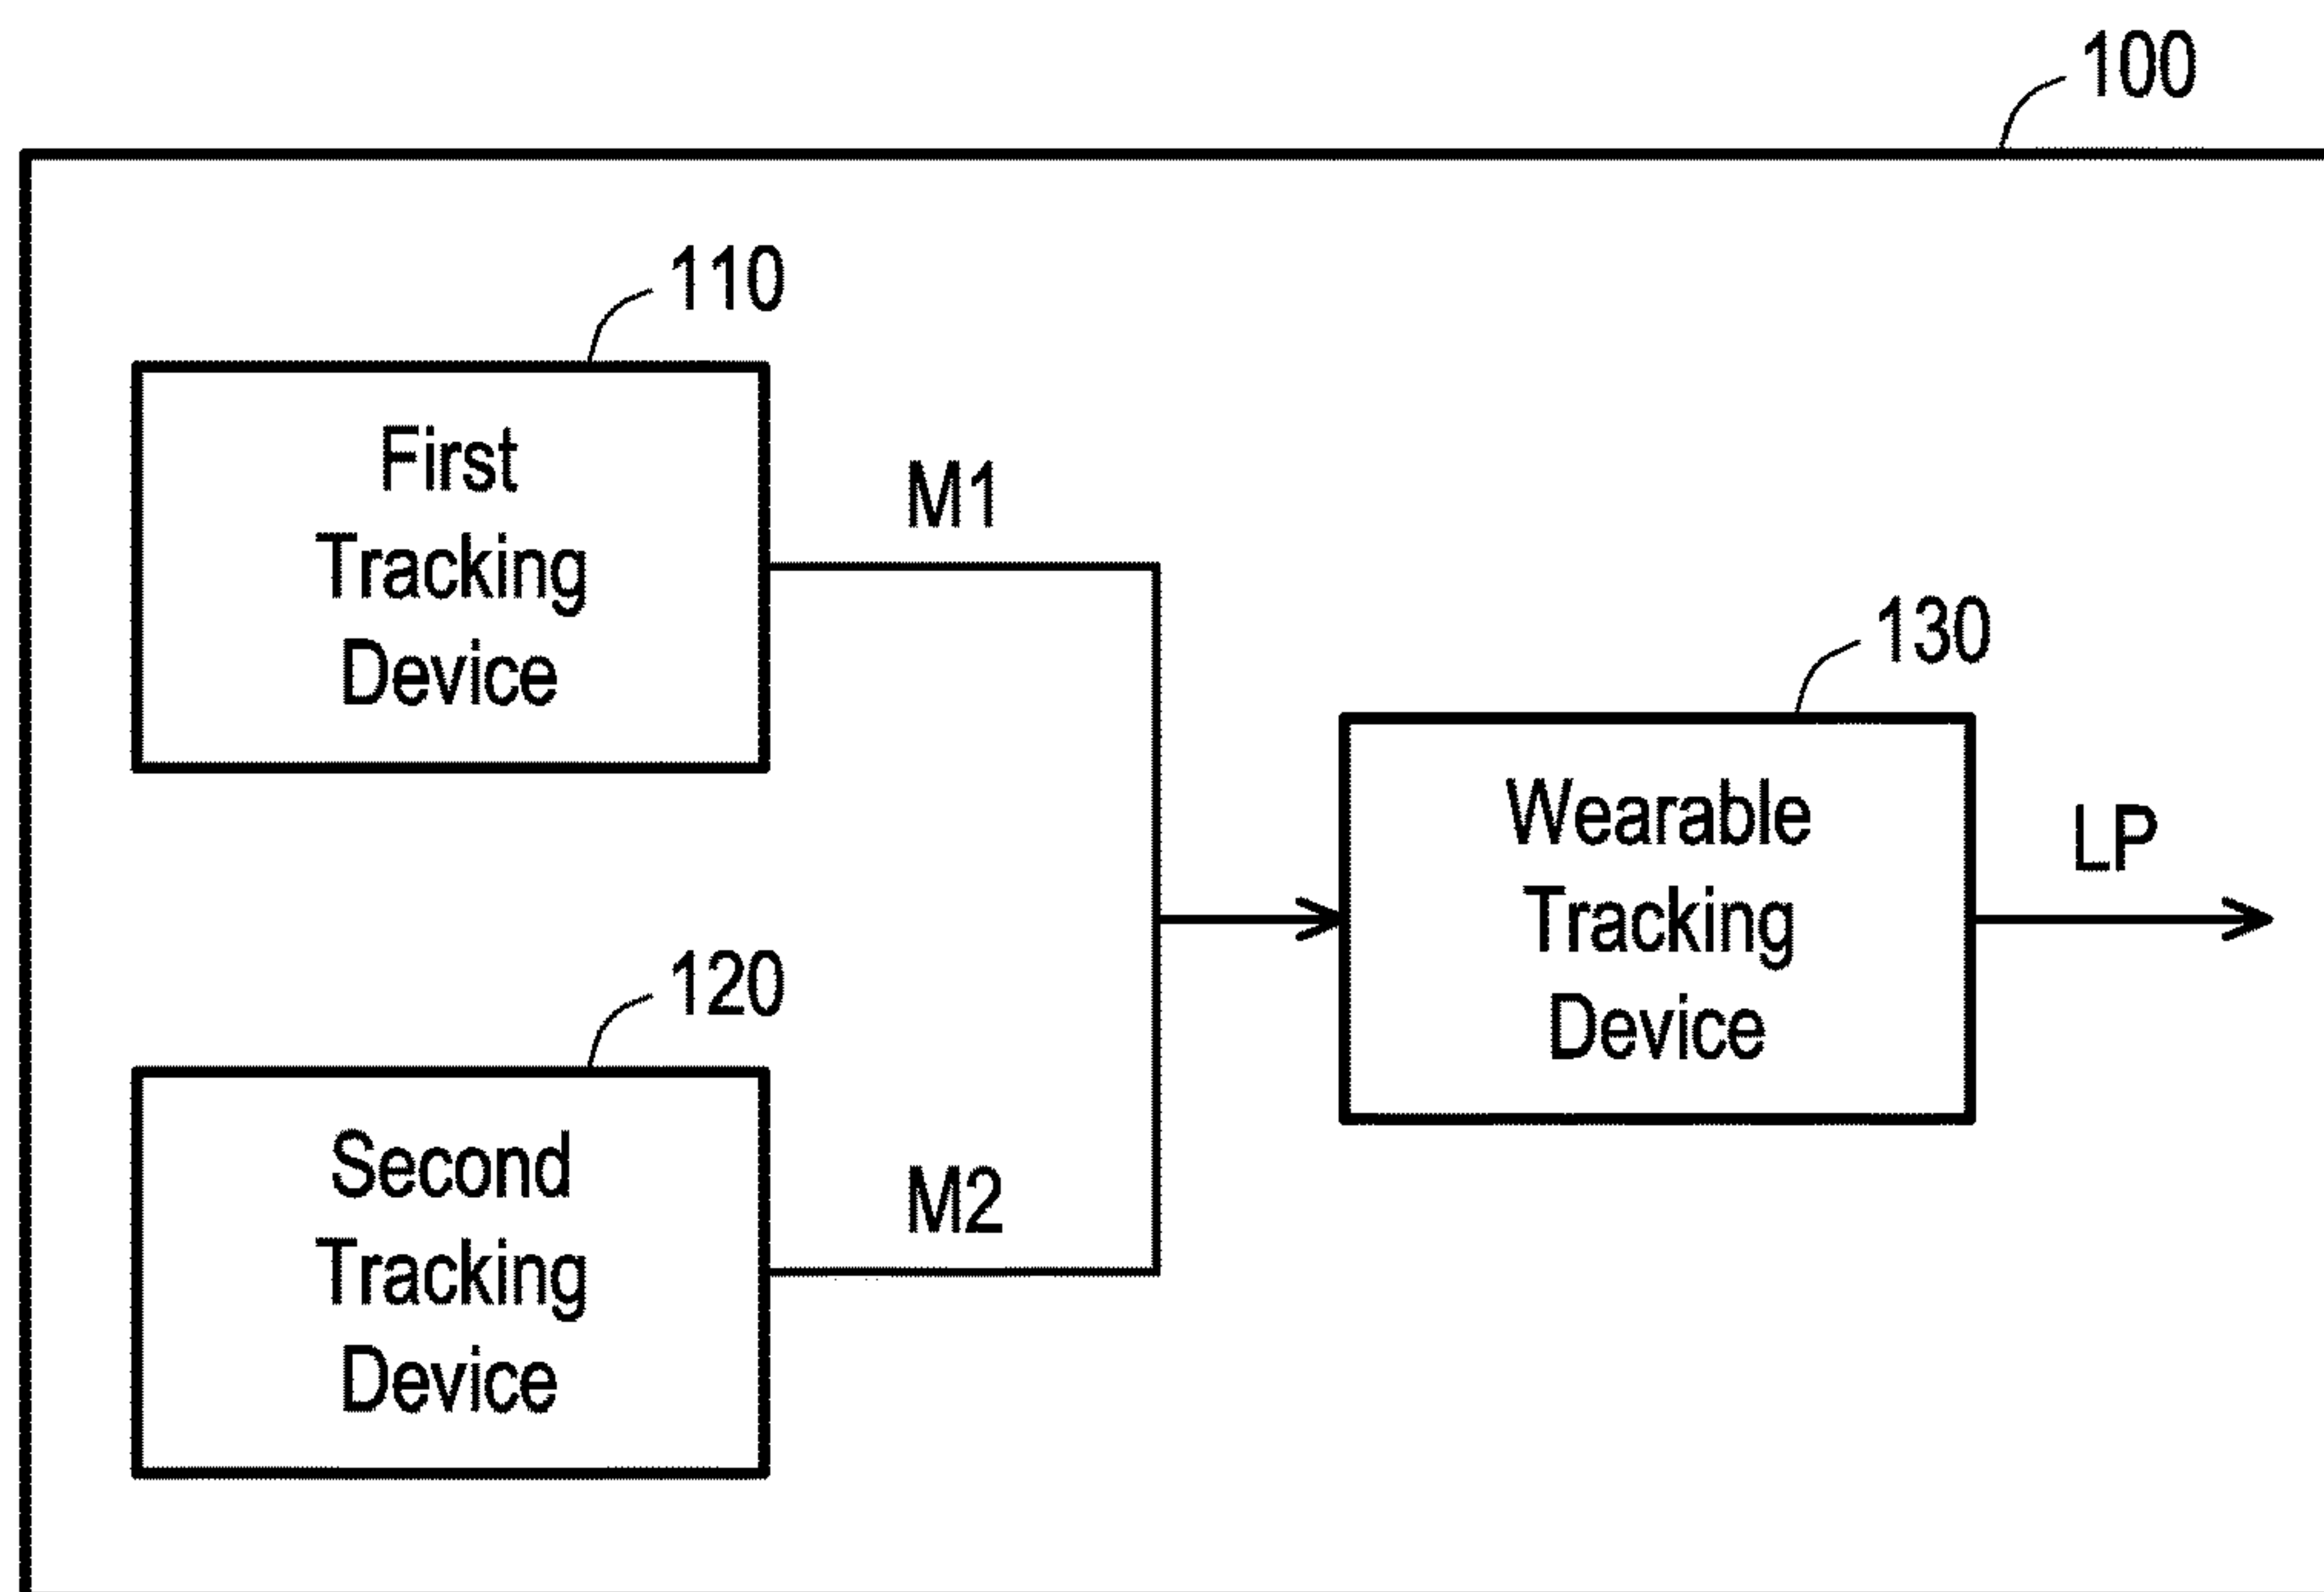 100
110
First
Tracking
Device
M1
130
Wearable
Tracking
Device
LP
120
Second
Tracking
Device
M2